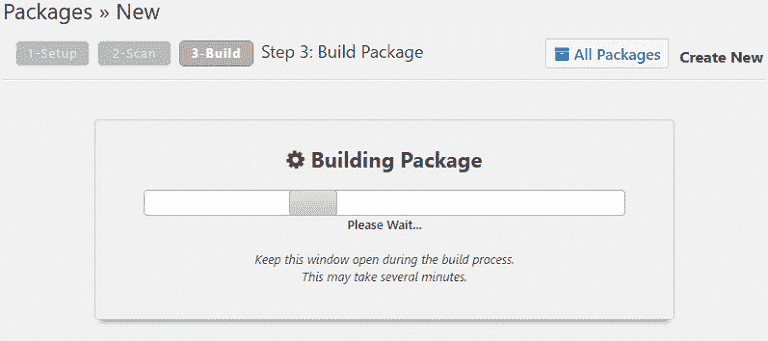 Packages » New
1-Setup 2-Scan 3-Build Step 3: Build Package All Packages Create New
Building Package
Please Wait...
Keep this window open during the build process.
This may take several minutes.